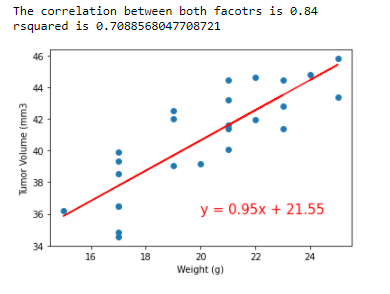 The correlation between both facotrs is 0.84
rsquared is 0.7088568047708721
46
44
42
40
38
36
34
Tumor Volume (mm3
y = 0.95x + 21.55
16 18 20 22 24
Weight (g)